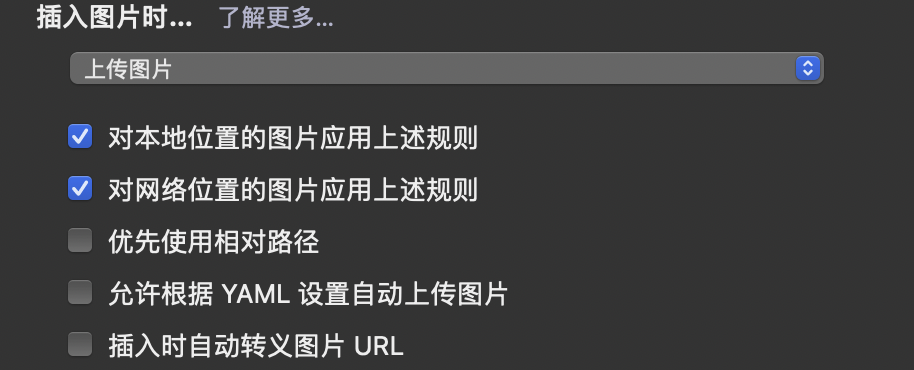 插入图片时... 了解更多...
上传图片
对本地位置的图片应用上述规则
对网络位置的图片应用上述规则
优先使用相对路径
允许根据 YAML 设置自动上传图片
插入时自动转义图片 URL